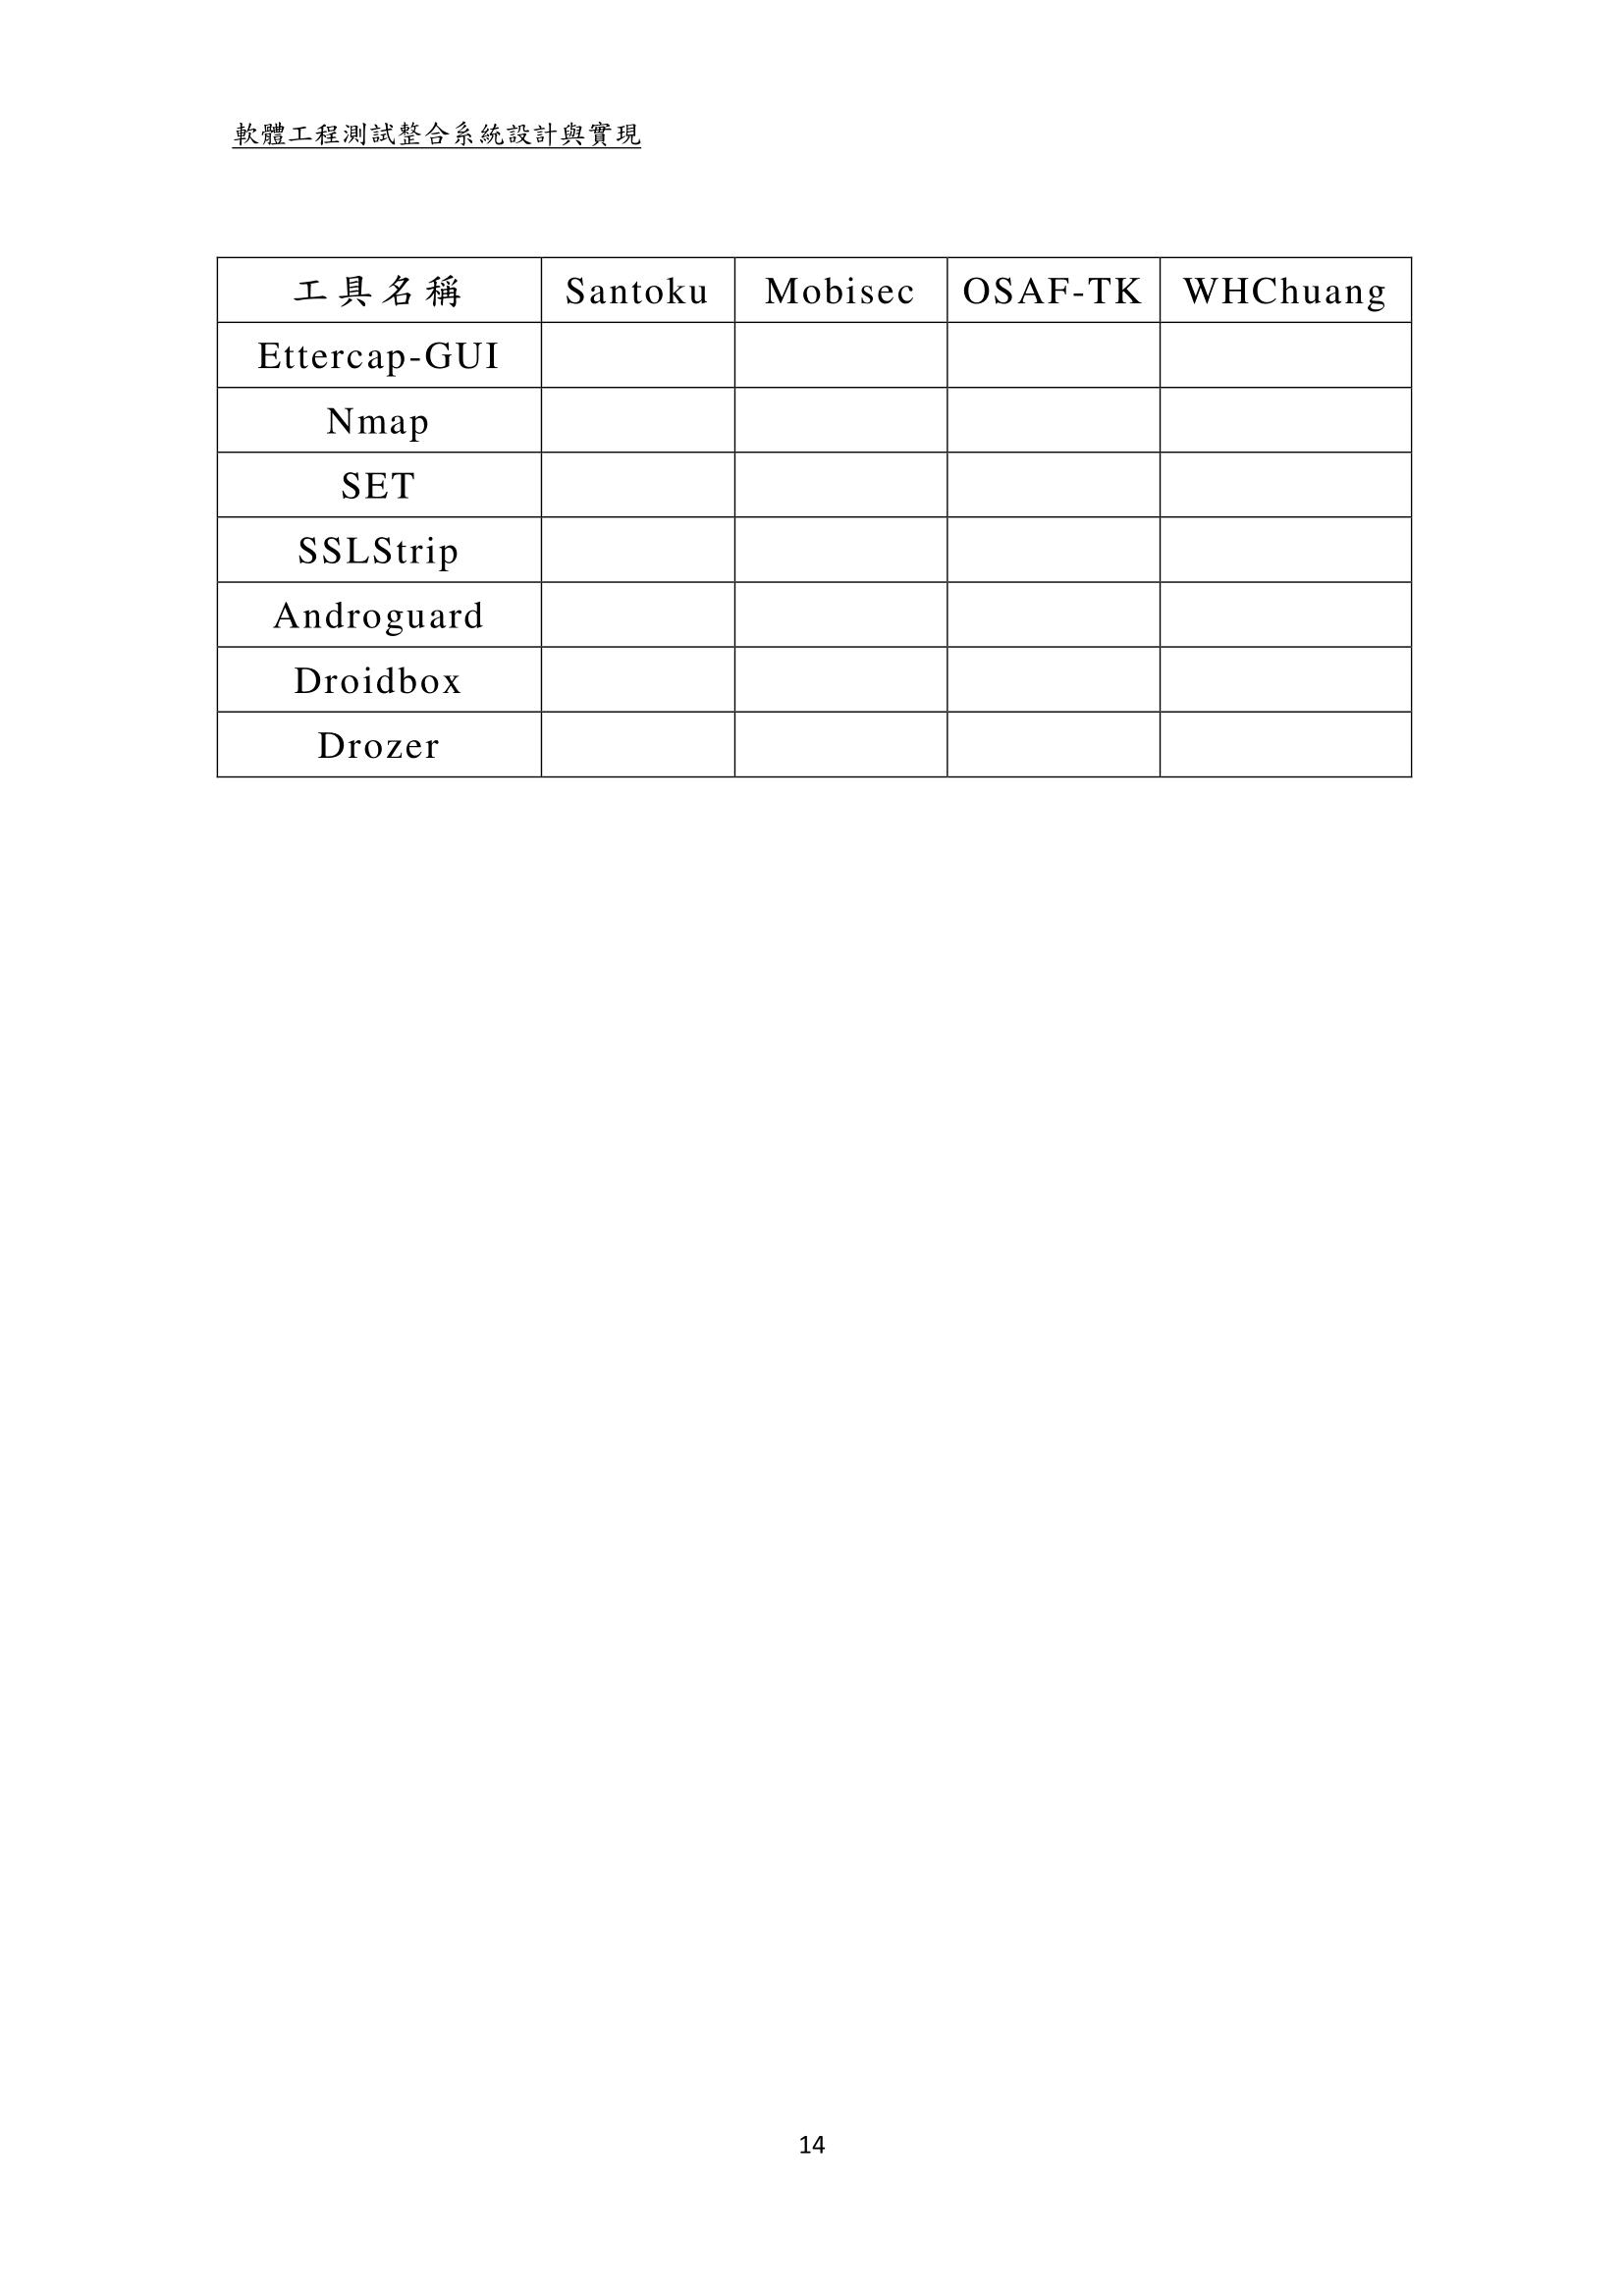 軟體工程測試整合系統設計與實現
工具名稱 Santoku Mobisec OSAF-TK WHChuang
Ettercap-GUI
Nmap
SET
SSLStrip
Androguard
Droidbox
Drozer
14